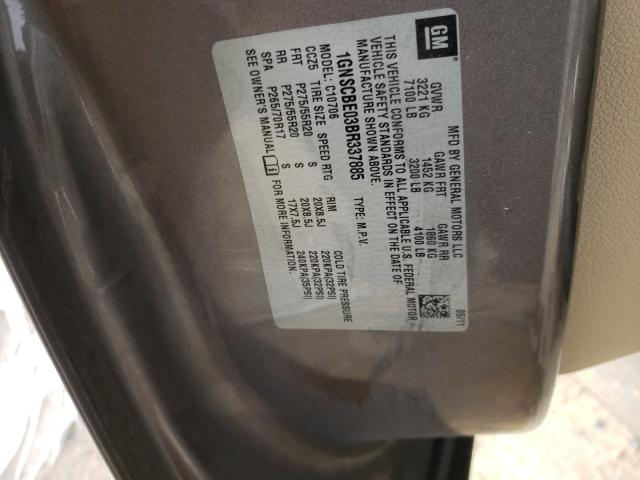 GM
MFD BY GENERAL MOTORS LLC
05/11
GVWR GAWR FRT GAWR RR
3221 KG 1452 KG 1860 KG
7100 LB 3200 LB 4100 LB
THIS VEHICLE CONFORMS TO ALL APPLICABLE U.S. FEDERAL MOTOR
VEHICLE SAFETY STANDARDS IN EFFECT ON THE DATE OF
MANUFACTURE SHOWN ABOVE.
1GNSCBE03BR337885 TYPE: M.P.V.
MODEL: C10706
CCZ5 TIRE SIZE SPEED RTG RIM COLD TIRE PRESSURE
FRT P275/55R20 S 20X8.5J 220KPA(32PSI)
RR P275/55R20 S 20X8.5J 220KPA(32PSI)
SPA P265/70R17 S 17X7.5J 240KPA(35PSI)
SEE OWNER'S MANUAL FOR MORE INFORMATION.